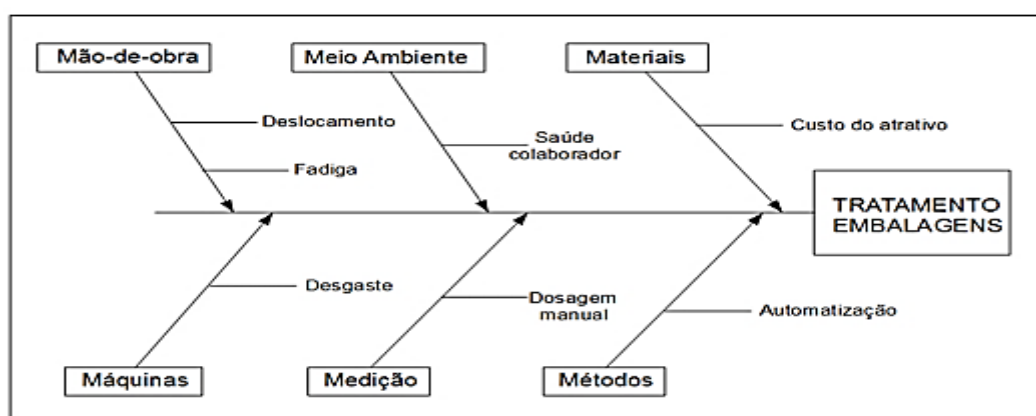 Mão-de-obra
Meio Ambiente
Materiais
Deslocamento
Fadiga
Saúde
colaborador
Custo do atrativo
TRATAMENTO
EMBALAGENS
Desgaste
Dosagem
manual
Automatização
Máquinas
Medição
Métodos